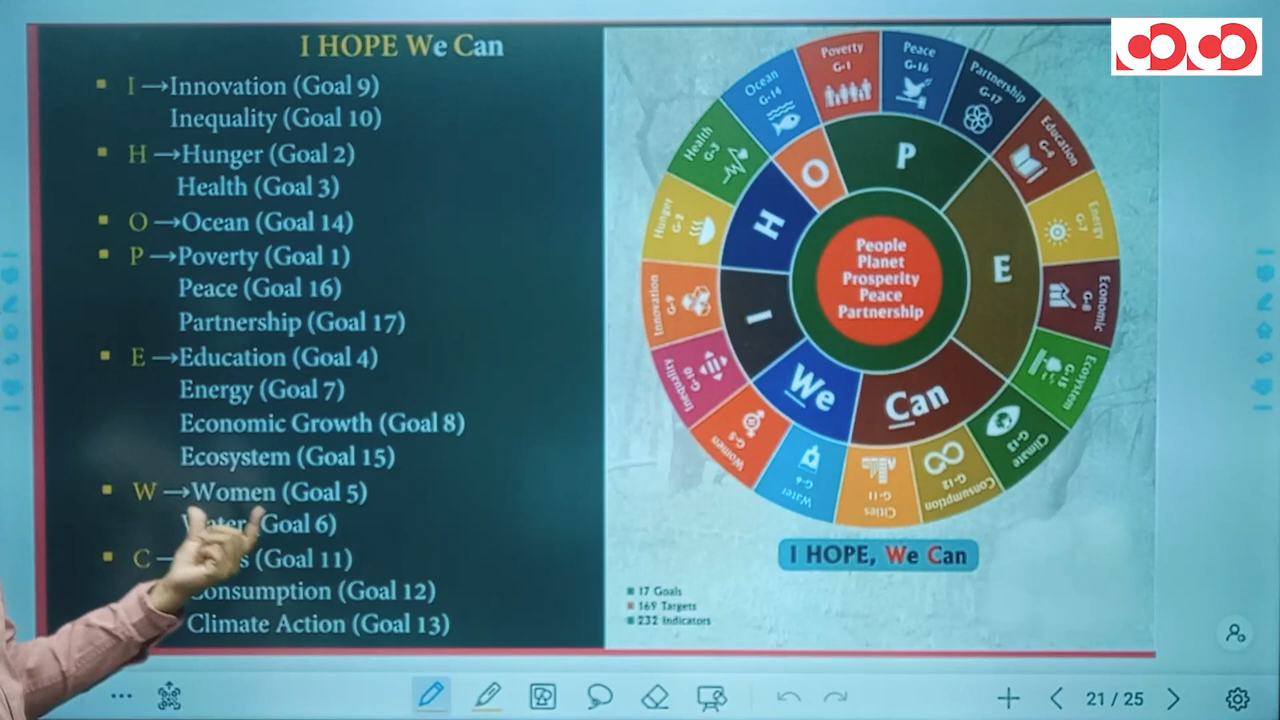 I HOPE We Can
I →Innovation (Goal 9)
Inequality (Goal 10)
H →Hunger (Goal 2)
Health (Goal 3)
O →Ocean (Goal 14)
P →Poverty (Goal 1)
Peace (Goal 16)
Partnership (Goal 17)
E →Education (Goal 4)
Energy (Goal 7)
Economic Growth (Goal 8)
Ecosystem (Goal 15)
W →Women (Goal 5)
Water (Goal 6)
C (Goal 11)
Consumption (Goal 12)
Climate Action (Goal 13)
Poverty
G-1
Peace
G-16
Partnership
G-17
Education
G-4
Energy
G-7
Economic
G-8
Ecosystem
G-15
Climate
G-13
Consumption
G-12
Cities
G-11
Water
G-6
Women
G-5
Inequality
G-10
Innovation
G-9
Hunger
G-2
Health
G-3
Ocean
G-14
I
H
O
P
E
We
Can
People
Planet
Prosperity
Peace
Partnership
I HOPE, We Can
17 Goals
169 Targets
232 Indicators
21 / 25